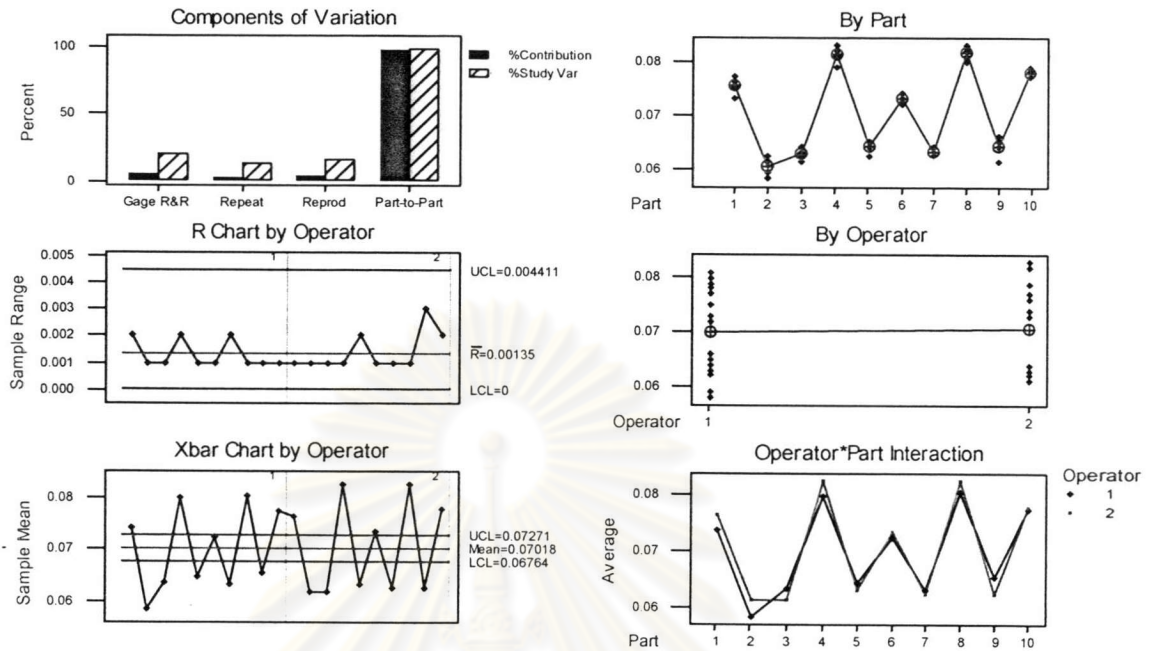 Components of Variation
100
50
0
Percent
Gage R&R Repeat Reprod Part-to-Part
%Contribution
%Study Var
By Part
0.08
0.07
0.06
Part 1 2 3 4 5 6 7 8 9 10
R Chart by Operator
1 2
0.005
0.004
0.003
0.002
0.001
0.000
Sample Range
UCL=0.004411
R=0.00135
LCL=0
By Operator
0.08
0.07
0.06
Operator 1 2
Xbar Chart by Operator
1 2
0.08
0.07
0.06
Sample Mean
UCL=0.07271
Mean=0.07018
LCL=0.06764
Operator*Part Interaction
0.08
0.07
0.06
Average
Part 1 2 3 4 5 6 7 8 9 10
Operator
1
2